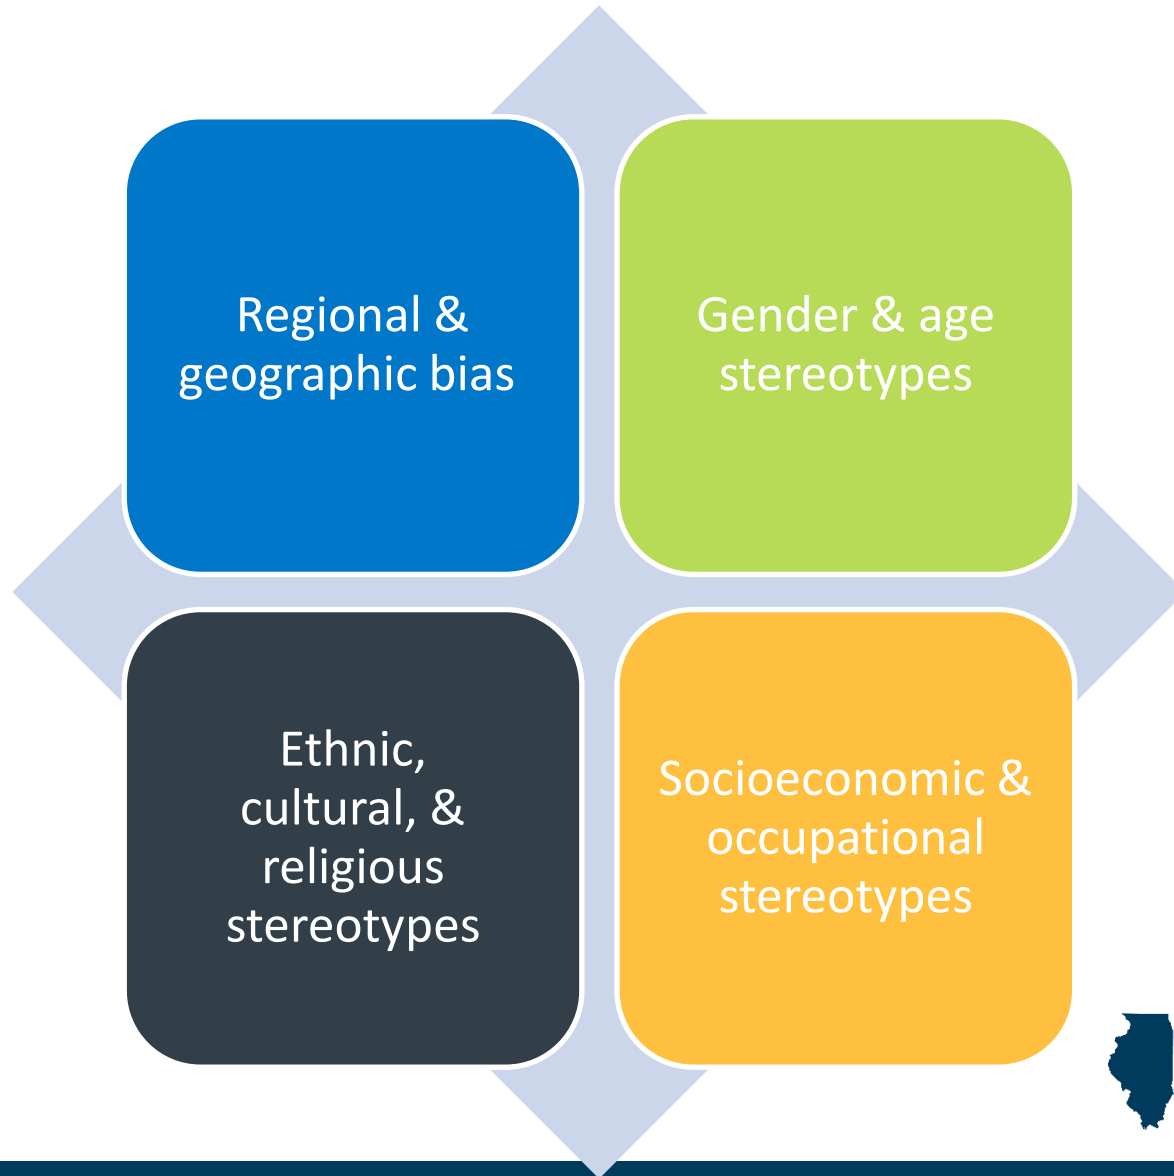 Regional &
geographic bias
Gender & age
stereotypes
Ethnic,
cultural, &
religious
stereotypes
Socioeconomic &
occupational
stereotypes